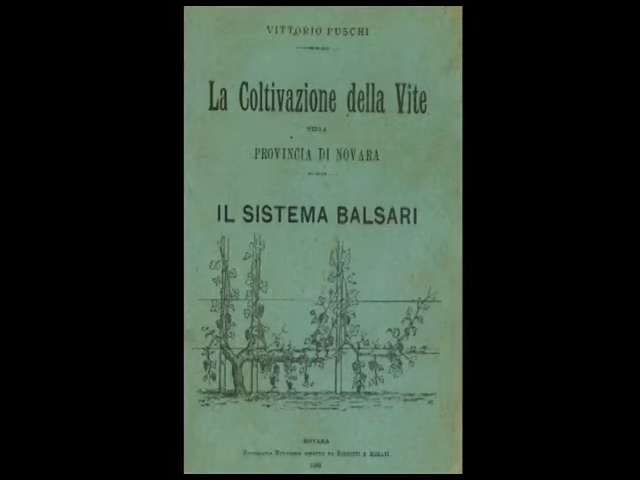 VITTORIO PUSCHI
La Coltivazione della Vite
NELLA
PROVINCIA DI NOVARA
IL SISTEMA BALSARI
NOVARA